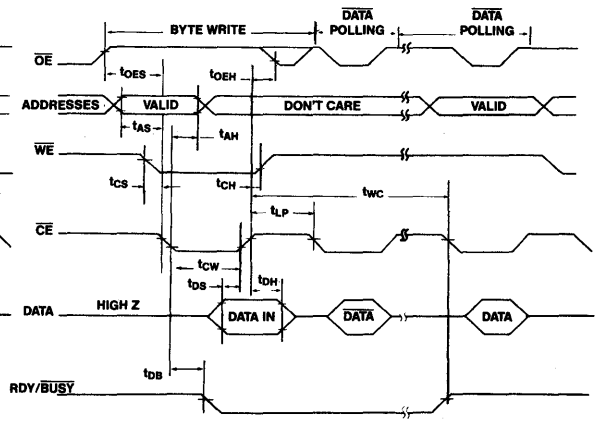 BYTE WRITE
DATA POLLING
DATA POLLING
OE
tOES
tOEH
ADDRESSES
VALID
DON'T CARE
VALID
tAS
tAH
WE
tCS
tCH
tWC
tLP
CE
tCW
tDS
tDH
DATA
HIGH Z
DATA IN
DATA
DATA
tDB
RDY/BUSY